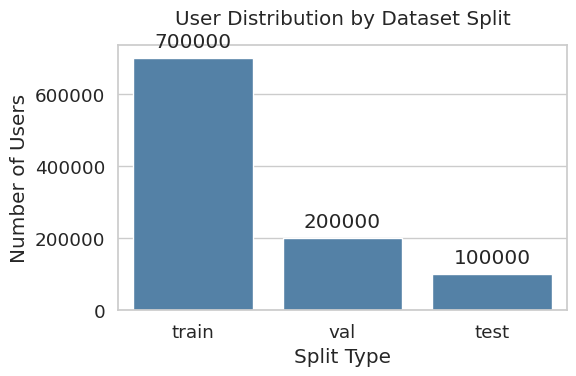 User Distribution by Dataset Split
700000
600000
400000
200000
0
200000
100000
Number of Users
train
val
test
Split Type